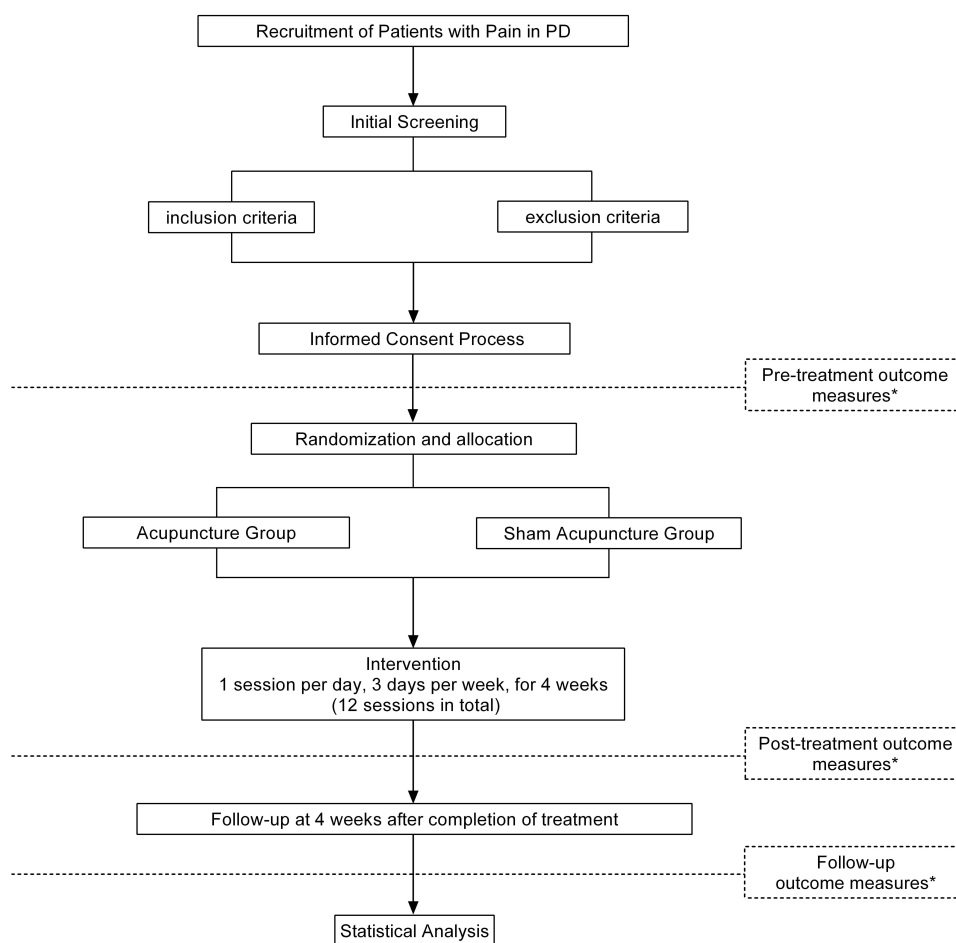 Recruitment of Patients with Pain in PD
Initial Screening
inclusion criteria
exclusion criteria
Informed Consent Process
Pre-treatment outcome
measures*
Randomization and allocation
Acupuncture Group
Sham Acupuncture Group
Intervention
1 session per day, 3 days per week, for 4 weeks
(12 sessions in total)
Post-treatment outcome
measures*
Follow-up at 4 weeks after completion of treatment
Follow-up
outcome measures*
Statistical Analysis